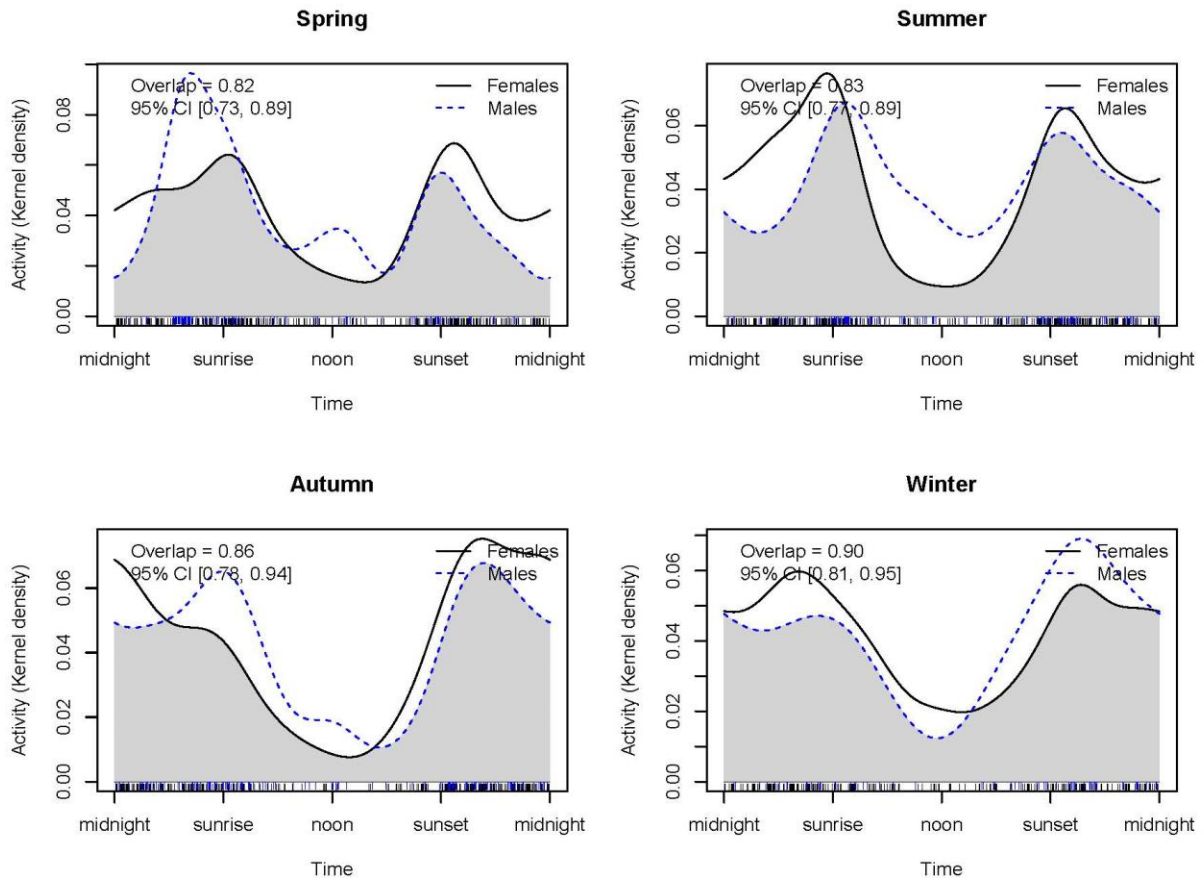 Spring
Overlap = 0.82
95% CI [0.73, 0.89]
Females
Males
Activity (Kernel density)
0.08
0.04
0.00
midnight sunrise noon sunset midnight
Time
Summer
Overlap = 0.83
95% CI [0.77, 0.89]
Females
Males
Activity (Kernel density)
0.06
0.04
0.02
0.00
midnight sunrise noon sunset midnight
Time
Autumn
Overlap = 0.86
95% CI [0.78, 0.94]
Females
Males
Activity (Kernel density)
0.06
0.04
0.02
0.00
midnight sunrise noon sunset midnight
Time
Winter
Overlap = 0.90
95% CI [0.81, 0.95]
Females
Males
Activity (Kernel density)
0.06
0.04
0.02
0.00
midnight sunrise noon sunset midnight
Time